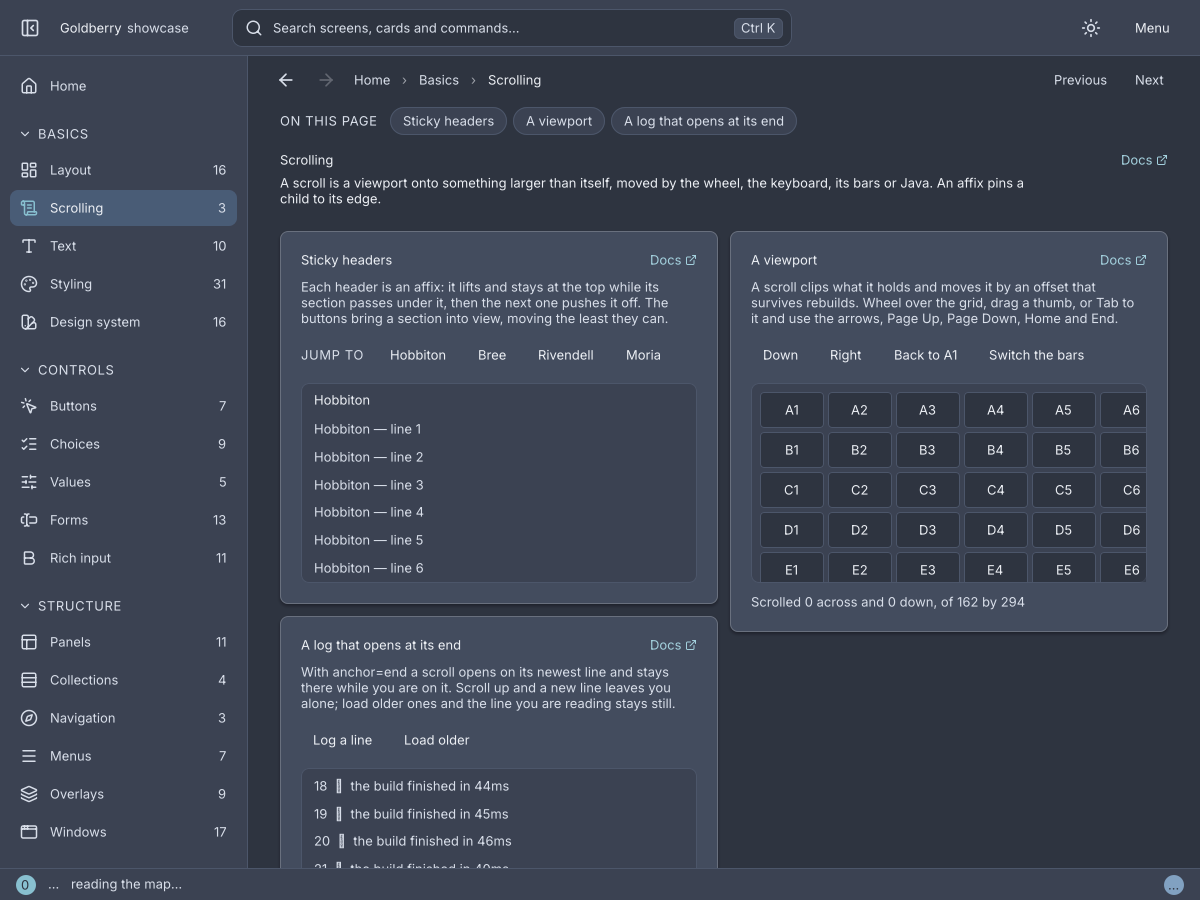 Goldberry showcase
Search screens, cards and commands...
Ctrl K
Menu
Home
BASICS
Layout 16
Scrolling 3
Text 10
Styling 31
Design system 16
CONTROLS
Buttons 7
Choices 9
Values 5
Forms 13
Rich input 11
STRUCTURE
Panels 11
Collections 4
Navigation 3
Menus 7
Overlays 9
Windows 17
Home › Basics › Scrolling
Previous Next
ON THIS PAGE Sticky headers A viewport A log that opens at its end
Scrolling
Docs
A scroll is a viewport onto something larger than itself, moved by the wheel, the keyboard, its bars or Java. An affix pins a
child to its edge.
Sticky headers
Docs
Each header is an affix: it lifts and stays at the top while its
section passes under it, then the next one pushes it off. The
buttons bring a section into view, moving the least they can.
JUMP TO Hobbiton Bree Rivendell Moria
Hobbiton
Hobbiton — line 1
Hobbiton — line 2
Hobbiton — line 3
Hobbiton — line 4
Hobbiton — line 5
Hobbiton — line 6
A viewport
Docs
A scroll clips what it holds and moves it by an offset that
survives rebuilds. Wheel over the grid, drag a thumb, or Tab to
it and use the arrows, Page Up, Page Down, Home and End.
Down Right Back to A1 Switch the bars
A1 A2 A3 A4 A5 A6
B1 B2 B3 B4 B5 B6
C1 C2 C3 C4 C5 C6
D1 D2 D3 D4 D5 D6
E1 E2 E3 E4 E5 E6
Scrolled 0 across and 0 down, of 162 by 294
A log that opens at its end
Docs
With anchor=end a scroll opens on its newest line and stays
there while you are on it. Scroll up and a new line leaves you
alone; load older ones and the line you are reading stays still.
Log a line Load older
18 the build finished in 44ms
19 the build finished in 45ms
20 the build finished in 46ms
0 ... reading the map...
...